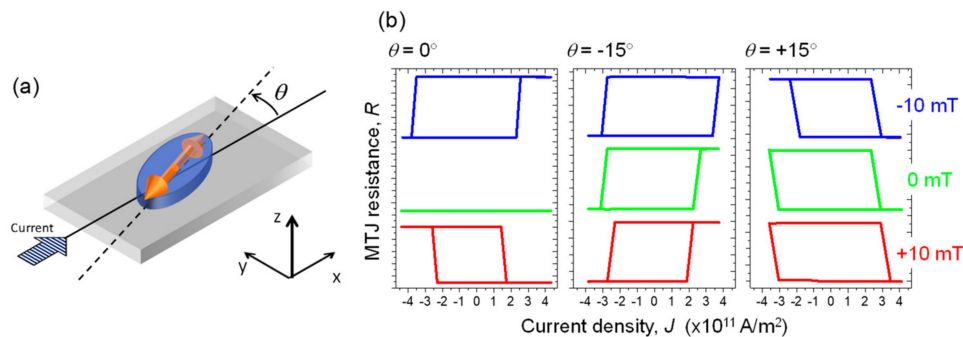 (a)
θ
Current
z
y
x
(b)
θ = 0°
θ = -15°
θ = +15°
MTJ resistance, R
-10 mT
0 mT
+10 mT
-4 -3 -2 -1 0 1 2 3 4
-4 -3 -2 -1 0 1 2 3 4
-4 -3 -2 -1 0 1 2 3 4
Current density, J (x10¹¹ A/m²)